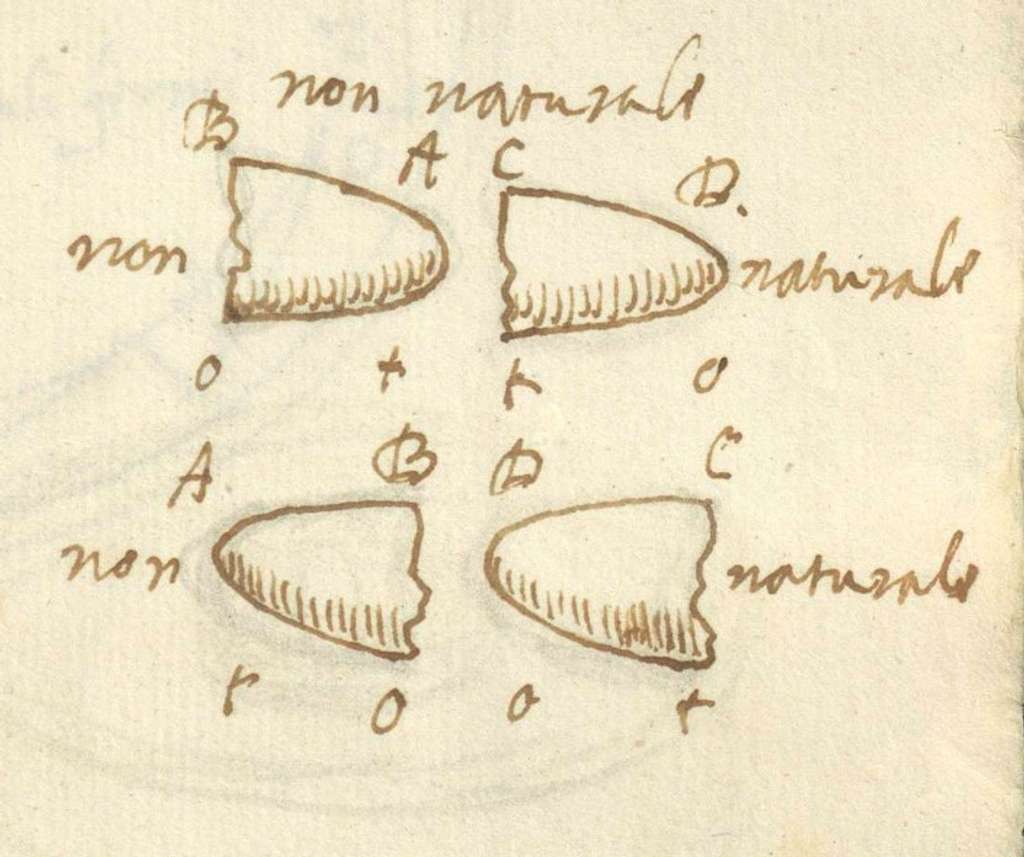 non naturale
B A C D.
non naturale
o + + o
A B D C
non naturale
+ o o +